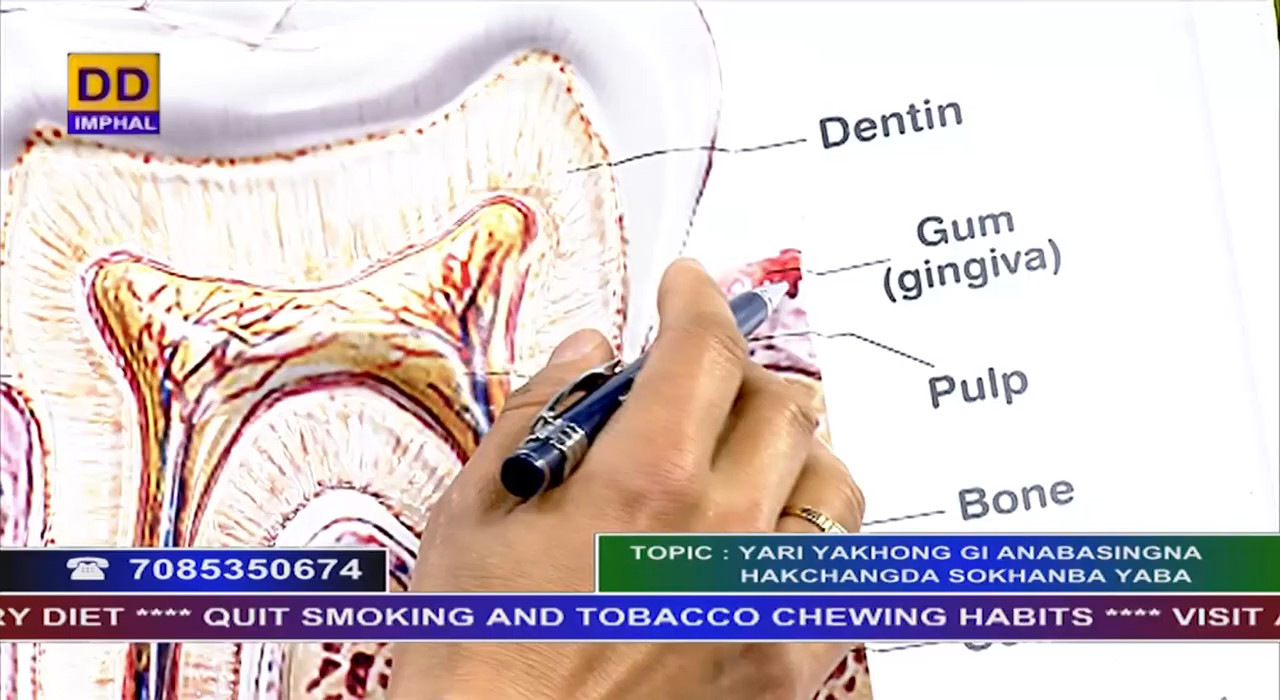 DD
IMPHAL
Dentin
Gum
(gingiva)
Pulp
Bone
7085350674
TOPIC : YARI YAKHONG GI ANABASINGNA
HAKCHANGDA SOKHANBA YABA
RY DIET **** QUIT SMOKING AND TOBACCO CHEWING HABITS **** VISIT